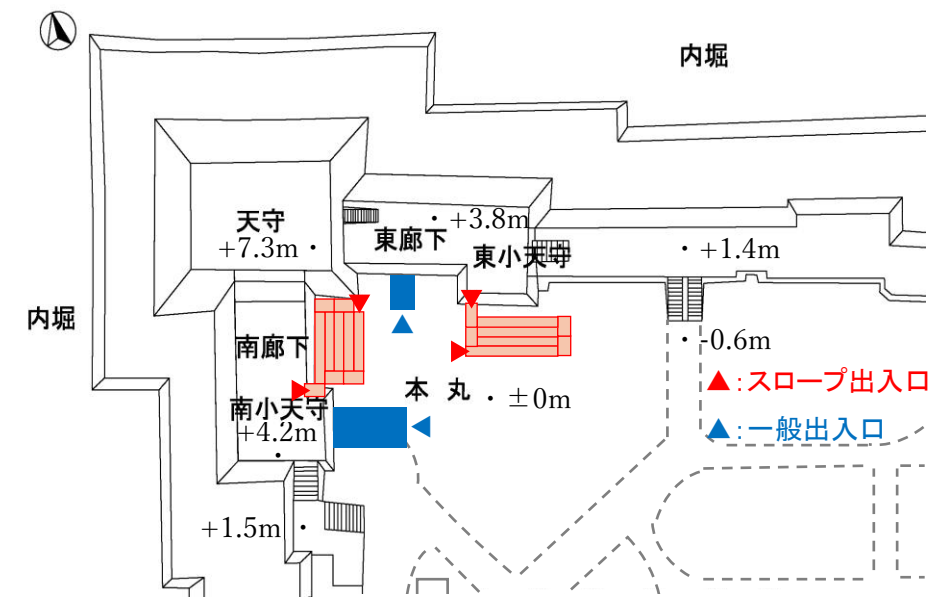 内堀
天守
+7.3m
+3.8m
東廊下
東小天守
+1.4m
内堀
南廊下
-0.6m
▲:スロープ出入口
本丸
±0m
南小天守
+4.2m
▲:一般出入口
+1.5m